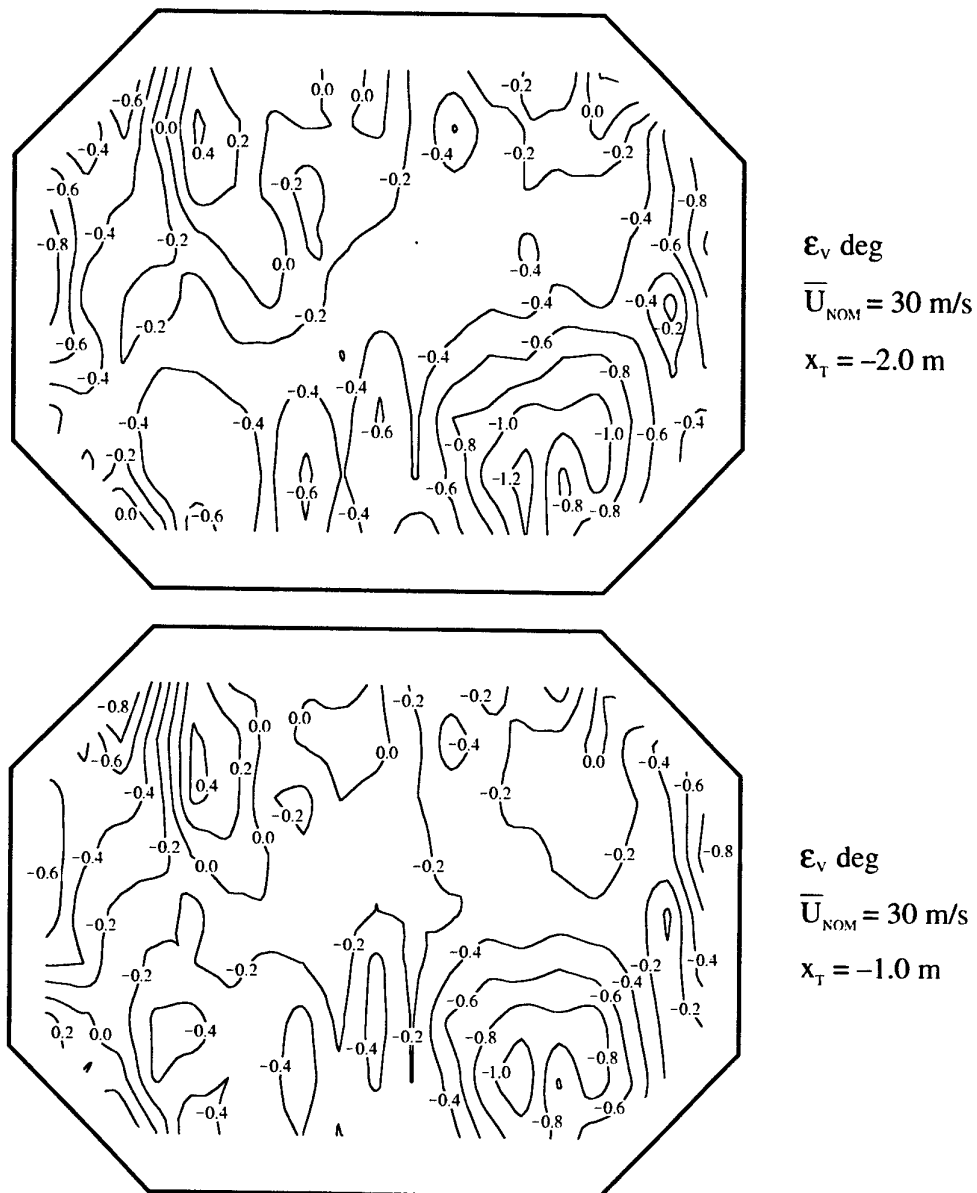 -0.6 0.0 0.0 -0.2 0.0
-0.4 0.0 0.4 0.2 -0.4 -0.2 -0.2
-0.6 -0.2 -0.2 -0.8
-0.8 -0.4 -0.2 0.0 -0.4 -0.4 -0.6
-0.6 -0.2 -0.2 -0.4 -0.4 -0.2
-0.4 -0.4 -0.4 -0.4 -0.4 -0.6 -0.8
-0.4 -0.4 -0.6 -0.8 -1.0 -1.0 -0.6 -0.4
-0.2 0.0 -0.6 -0.6 -0.4 -0.6 -1.2 -0.8 -0.8
εv deg
U̅NOM = 30 m/s
xT = –2.0 m
-0.8 0.0 0.0 -0.2 -0.2
-0.6 0.4 0.2 0.0 -0.4 0.0 -0.4
-0.4 -0.2 -0.2 -0.6
-0.6 -0.4 -0.2 0.0 0.0 -0.2 -0.2 -0.8
-0.2 -0.2 -0.2 -0.2 -0.4 -0.4 -0.2 -0.4
0.2 0.0 -0.4 -0.2 -0.6 -0.6 -0.2
-0.4 -0.4 -0.4 -0.8 -0.8
-0.4 -0.4 -1.0 -0.8 -0.6
εv deg
U̅NOM = 30 m/s
xT = –1.0 m